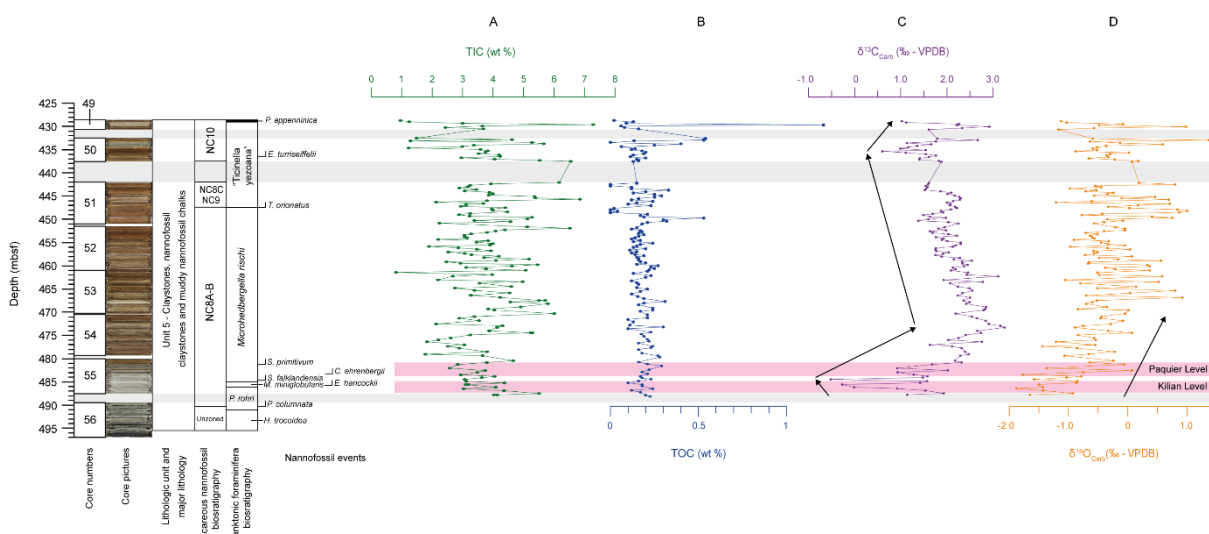 A
B
C
D
TIC (wt %)
δ¹³C_Carb (‰ - VPDB)
0 1 2 3 4 5 6 7 8
-1.0 0 1.0 2.0 3.0
Depth (mbsf)
425
430
435
440
445
450
455
460
465
470
475
480
485
490
495
49
50
51
52
53
54
55
56
Unit 5 - Claystones, nannofossil
claystones and muddy nannofossil chalks
NC10
NC8C
NC9
NC8A-B
Unzoned
"Ticinella
yezoana"
Microhedbergella rischi
P. rohri
P. appenninica
E. turriseiffelii
T. orionatus
S. primitivum
C. ehrenbergii
S. falklandensis
M. miniglobularis
E. hancockii
P. columnata
H. trocoidea
Paquier Level
Kilian Level
0 0.5 1
TOC (wt %)
-2.0 -1.0 0 1.0
δ¹⁸O_Carb (‰ - VPDB)
Core numbers
Core pictures
Lithologic unit and
major lithology
careous nannofossil
biosratigraphy
anktonic foraminifera
biosratigraphy
Nannofossil events